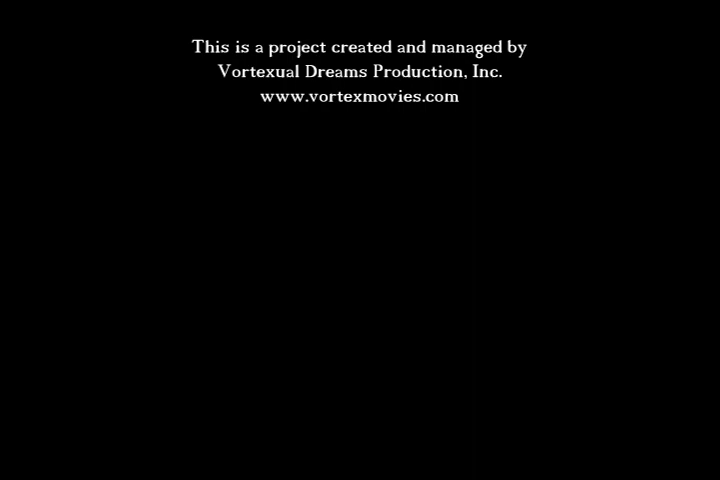 This is a project created and managed by
Vortexual Dreams Production, Inc.
www.vortexmovies.com